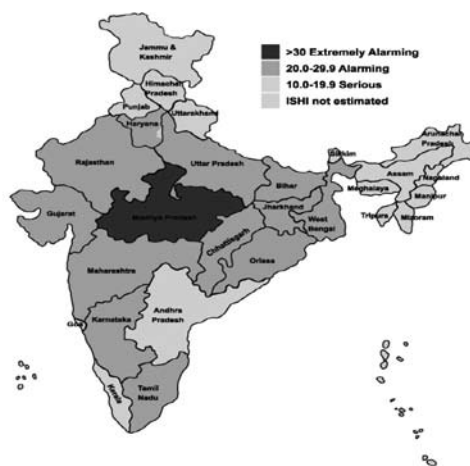 Jammu &
Kashmir
>30 Extremely Alarming
20.0-29.9 Alarming
10.0-19.9 Serious
ISHI not estimated
Himachal
Pradesh
Punjab
Uttarakhand
Haryana
Rajasthan
Uttar Pradesh
Sikkim
Arunachal
Pradesh
Assam
Nagaland
Meghalaya
Manipur
Bihar
Tripura
Mizoram
Gujarat
Madhya Pradesh
Jharkhand
West
Bengal
Chhattisgarh
Orissa
Maharashtra
Andhra
Pradesh
Goa
Karnataka
Kerala
Tamil
Nadu